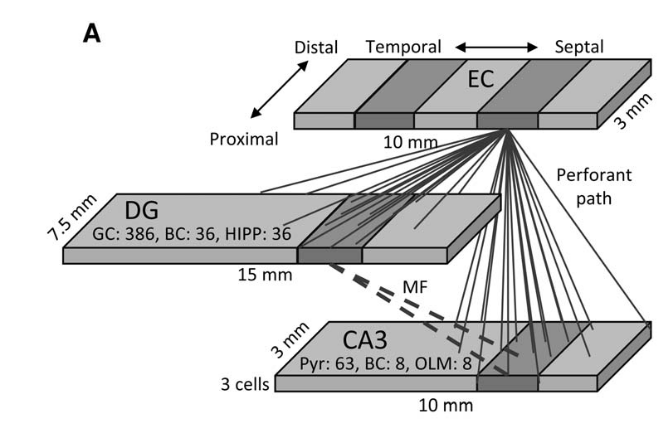 A
Distal Temporal Septal
EC
Proximal
10 mm
3 mm
Perforant
path
7.5 mm
DG
GC: 386, BC: 36, HIPP: 36
15 mm
MF
3 mm
CA3
Pyr: 63, BC: 8, OLM: 8
3 cells
10 mm